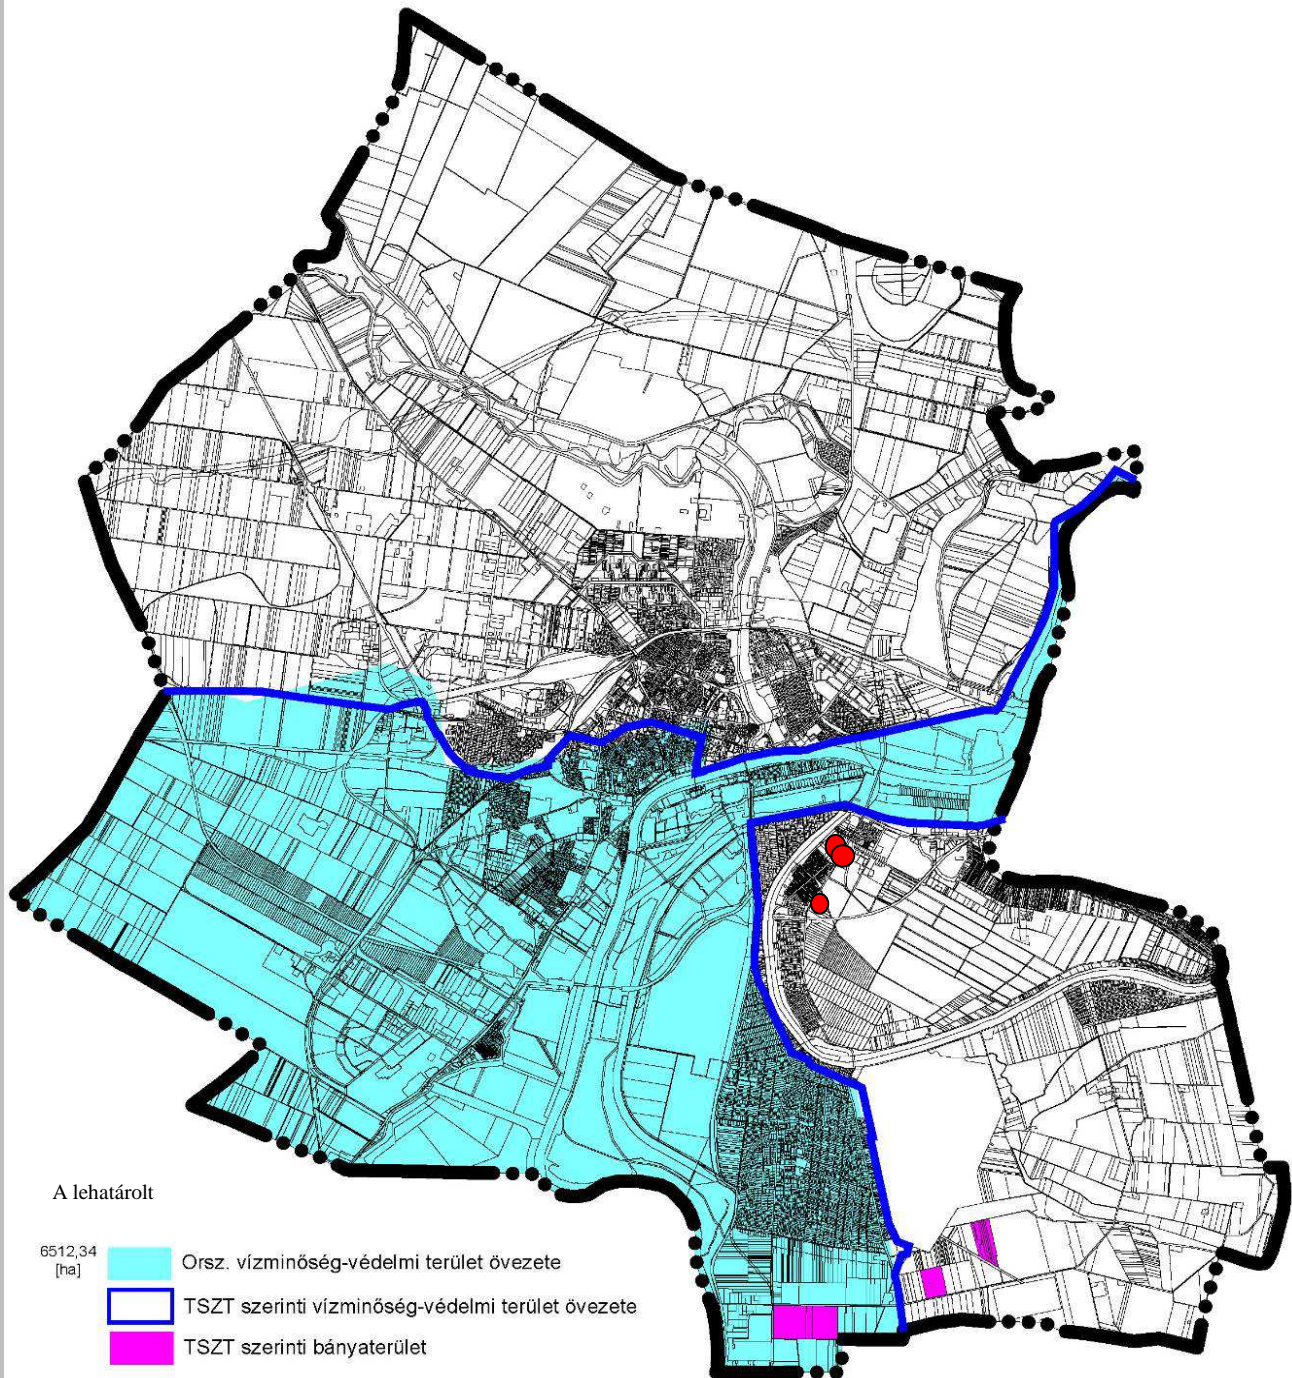 A lehatárolt
6512,34
[ha]
Orsz. vízminőség-védelmi terület övezete
TSZT szerinti vízminőség-védelmi terület övezete
TSZT szerinti bányaterület